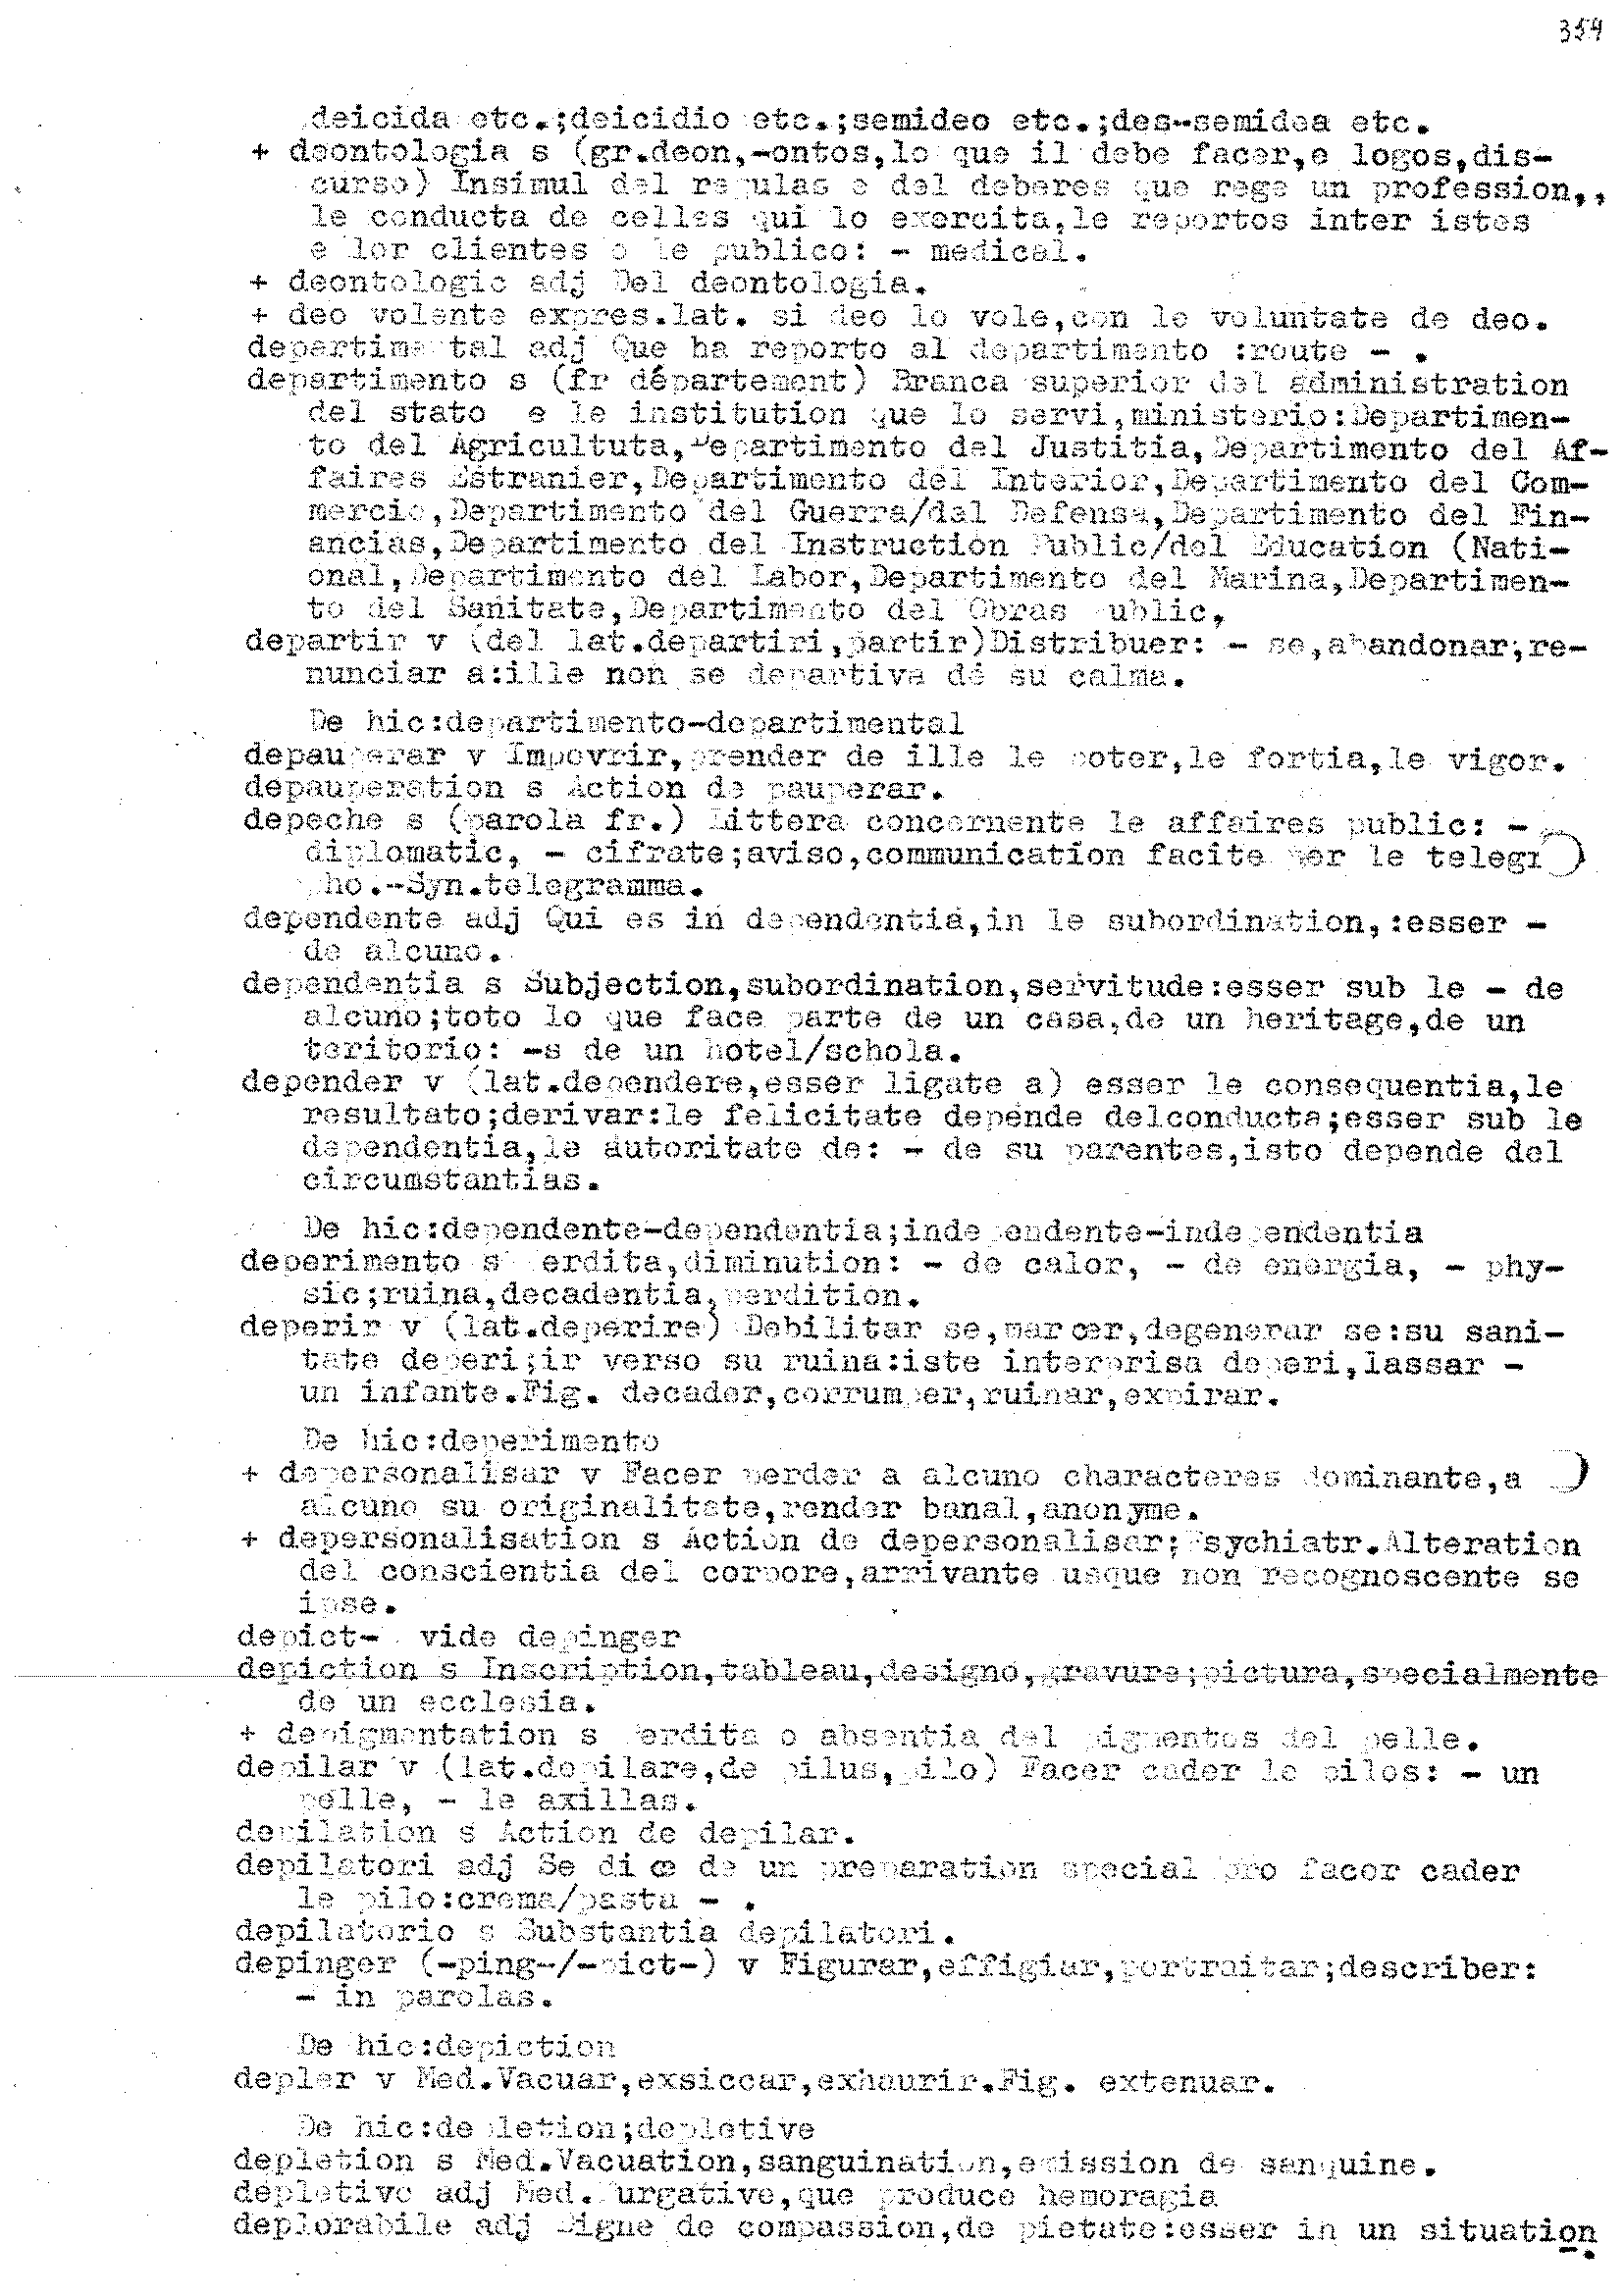 359
deicida etc.;deicidio etc.;semideo etc.;des--semidea etc.
+ deontologia s (gr.deon,-ontos,lo que il debe facer,e logos,dis-
curso) Insimul del regulas e del deberes que rege un profession,,
le conducta de celles qui lo exercita,le reportos inter istes
e lor clientes o le publico: - medical.
+ deontologic adj Del deontologia.
+ deo volente expres.lat. si deo lo vole,con le voluntate de deo.
departimental adj Que ha reporto al departimento :route - .
departimento s (fr département) Branca superior del administration
del stato e le institution que lo servi,ministerio:Departimen-
to del Agricultuta,Departimento del Justitia,Departimento del Af-
faires Estranier,Departimento del Interior,Departimento del Com-
mercio,Departimento del Guerra/del Defensa,Departimento del Fin-
ancias,Departimento del Instruction Public/del Education (Nati-
onal,Departimento del Labor,Departimento del Marina,Departimen-
to del Sanitate,Departimento del Obras Public,
departir v (del lat.departiri,partir)Distribuer: - se,abandonar;re-
nunciar a:ille non se departiva de su calma.
De hic:departimento-departimental
depauperar v Impovrir,prender de ille le poter,le fortia,le vigor.
depauperation s Action de pauperar.
depeche s (parola fr.) Littera concernente le affaires public: -
diplomatic, - cifrate;aviso,communication facite per le telegr
pho.--Syn.telegramma.
dependente adj Qui es in dependentia,in le subordination,:esser -
de alcuno.
dependentia s Subjection,subordination,servitude:esser sub le - de
alcuno;toto lo que face parte de un casa,de un heritage,de un
teritorio: -s de un hotel/schola.
depender v (lat.dependere,esser ligate a) esser le consequentia,le
resultato;derivar:le felicitate depende delconducta;esser sub le
dependentia,le autoritate de: - de su parentes,isto depende del
circumstantias.
De hic:dependente-dependentia;independente-independentia
deperimento s Perdita,diminution: - de calor, - de energia, - phy-
sic;ruina,decadentia,perdition.
deperir v (lat.deperire) Debilitar se,marcer,degenerar se:su sani-
tate deperi;ir verso su ruina:iste interprisa deperi,lassar -
un infante.Fig. decader,corrumper,ruinar,expirar.
De hic:deperimento
+ depersonalisar v Facer perder a alcuno characteres dominante,a
alcuno su originalitate,render banal,anonyme.
+ depersonalisation s Action de depersonalisar;Psychiatr.Alteration
del conscientia del corpore,arrivante usque non recognoscente se
ipse.
depict- vide depinger
depiction s Inscription,tableau,designo,gravure;pictura,specialmente
de un ecclesia.
+ depigmentation s Perdita o absentia del pigmentos del pelle.
depilar v (lat.depilare,de pilus,pilo) Facer cader le pilos: - un
pelle, - le axillas.
depilation s Action de depilar.
depilatori adj Se dice de un preparation special pro facer cader
le pilo:crema/pasta - .
depilatorio s Substantia depilatori.
depinger (-ping-/-pict-) v Figurar,effigiar,portraitar;describer:
- in parolas.
De hic:depiction
depler v Med.Vacuar,exsiccar,exhaurir.Fig. extenuar.
De hic:depletion;depletive
depletion s Med.Vacuation,sanguination,emission de sanguine.
depletive adj Med. Purgative,que produce hemoragia
deplorabile adj Digne de compassion,de pietate:esser in un situation
-.